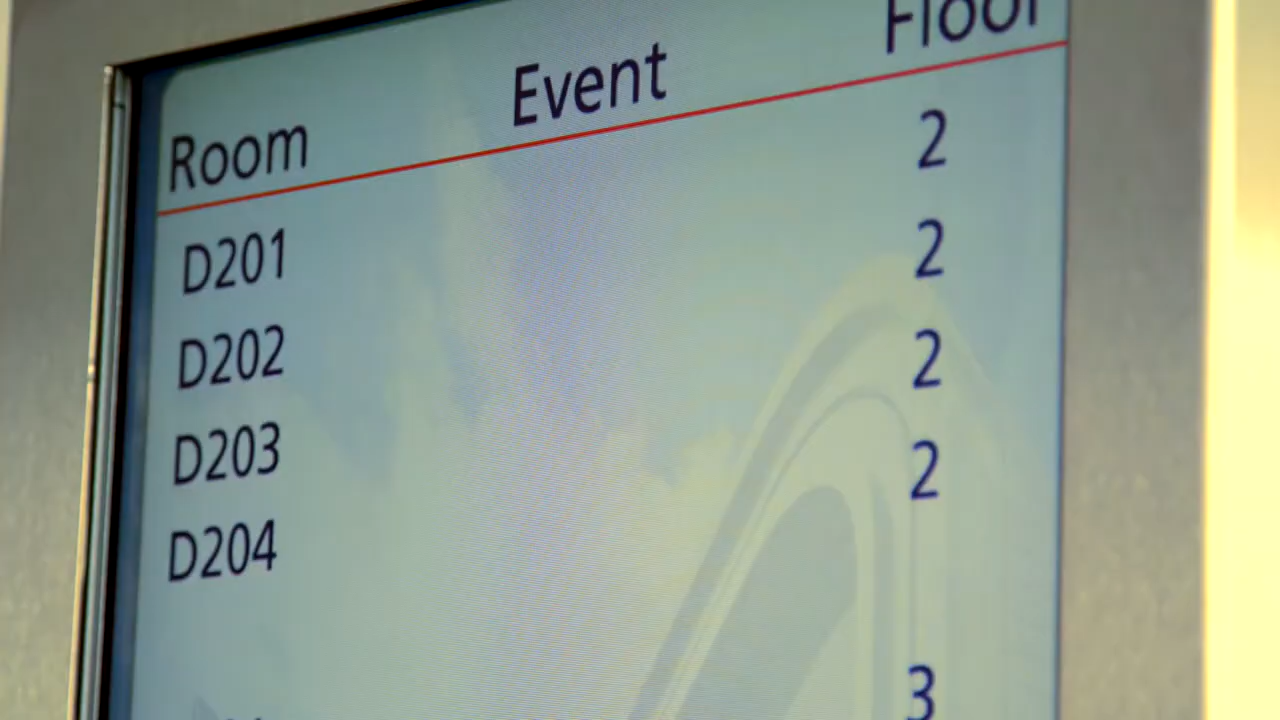 Room Event Floor
D201 2
D202 2
D203 2
D204 2
3